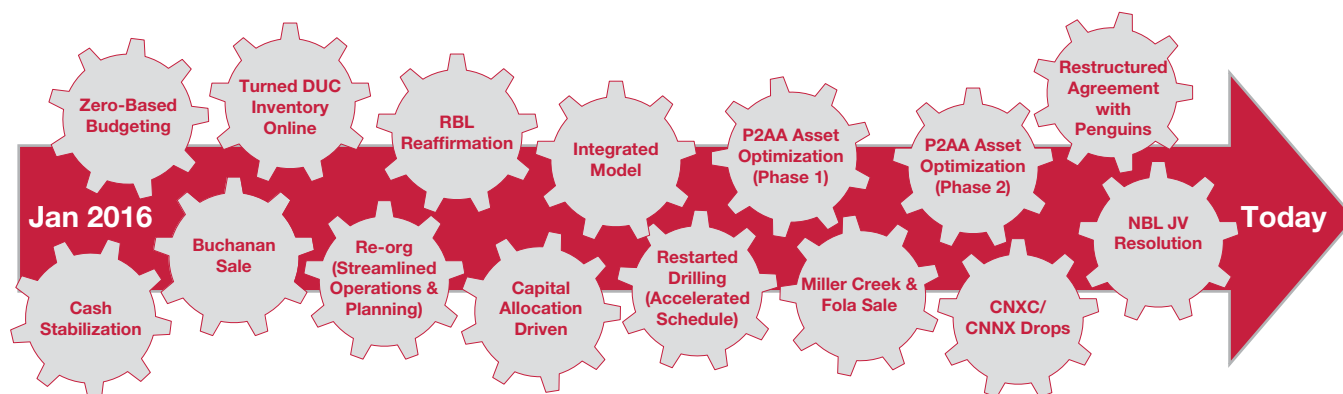 Jan 2016
Zero-Based
Budgeting
Cash
Stabilization
Turned DUC
Inventory
Online
Buchanan
Sale
RBL
Reaffirmation
Re-org
(Streamlined
Operations &
Planning)
Integrated
Model
Capital
Allocation
Driven
P2AA Asset
Optimization
(Phase 1)
Restarted
Drilling
(Accelerated
Schedule)
P2AA Asset
Optimization
(Phase 2)
Miller Creek &
Fola Sale
Restructured
Agreement
with
Penguins
CNXC/
CNNX Drops
NBL JV
Resolution
Today